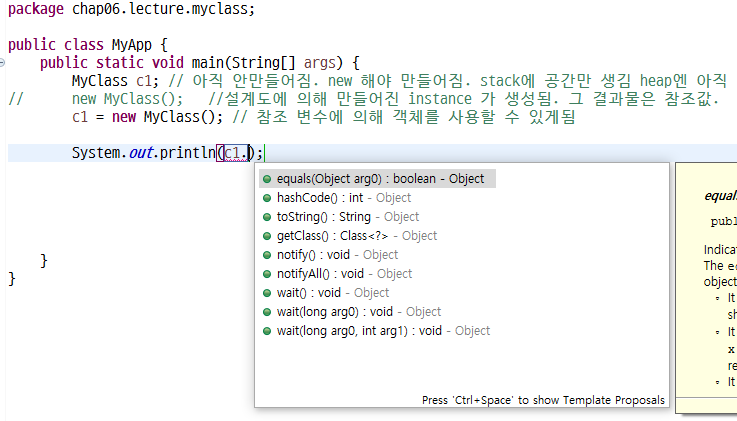 package chap06.lecture.myclass;
public class MyApp {
public static void main(String[] args) {
MyClass c1; // 아직 안만들어짐. new 해야 만들어짐. stack에 공간만 생김 heap엔 아직
// new MyClass(); //설계도에 의해 만들어진 instance 가 생성됨. 그 결과물은 참조값.
c1 = new MyClass(); // 참조 변수에 의해 객체를 사용할 수 있게됨
System.out.println(c1.);
equals(Object arg0) : boolean - Object
hashCode() : int - Object
toString() : String - Object
getClass() : Class<?> - Object
notify() : void - Object
notifyAll() : void - Object
wait() : void - Object
wait(long arg0) : void - Object
wait(long arg0, int arg1) : void - Object
Press 'Ctrl+Space' to show Template Proposals
equals
publ
Indicat
The e
object
It
sh
It
x
re
It
}
}